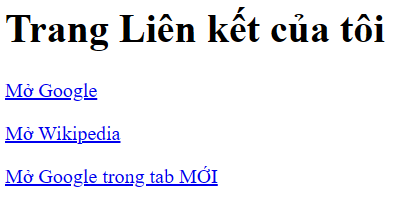 Trang Liên kết của tôi
Mở Google
Mở Wikipedia
Mở Google trong tab MỚI